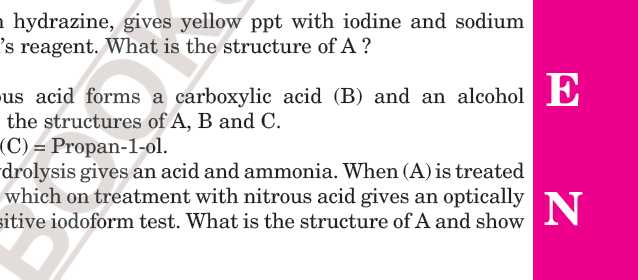 hydrazine, gives yellow ppt with iodine and sodium
's reagent. What is the structure of A ?
ous acid forms a carboxylic acid (B) and an alcohol
the structures of A, B and C.
(C) = Propan-1-ol.
ydrolysis gives an acid and ammonia. When (A) is treated
which on treatment with nitrous acid gives an optically
sitive iodoform test. What is the structure of A and show
E
N